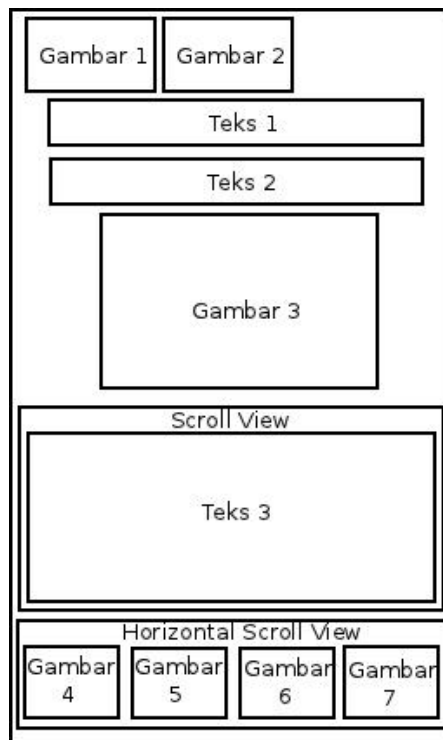 Gambar 1
Gambar 2
Teks 1
Teks 2
Gambar 3
Scroll View
Teks 3
Horizontal Scroll View
Gambar
4
Gambar
5
Gambar
6
Gambar
7